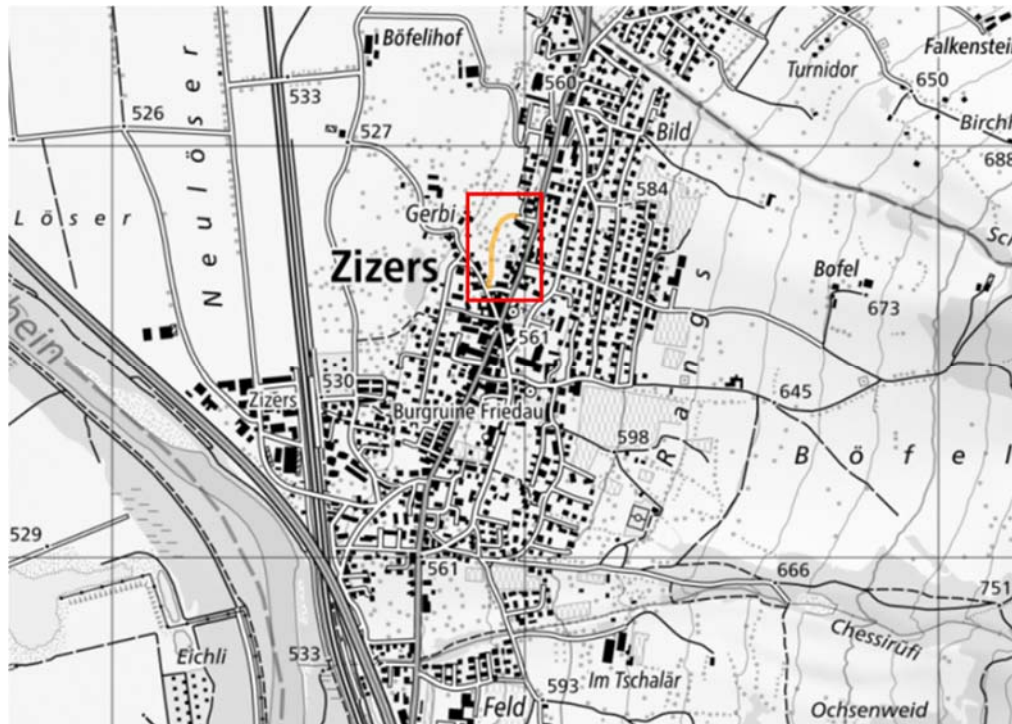 Böfelihof
Falkenstein
Turnidor
650
560
533
526
527
Birchh
Bild
688
Neulöser
584
Löser
Gerbi
Sch
Zizers
Bofel
673
561
530
645
Zizers
Burgruine Friedau
598
Rangs
Böfel
529
561
666
751
Chessirüfi
Eichli
533
Im Tschalär
593
Feld
Ochsenweid